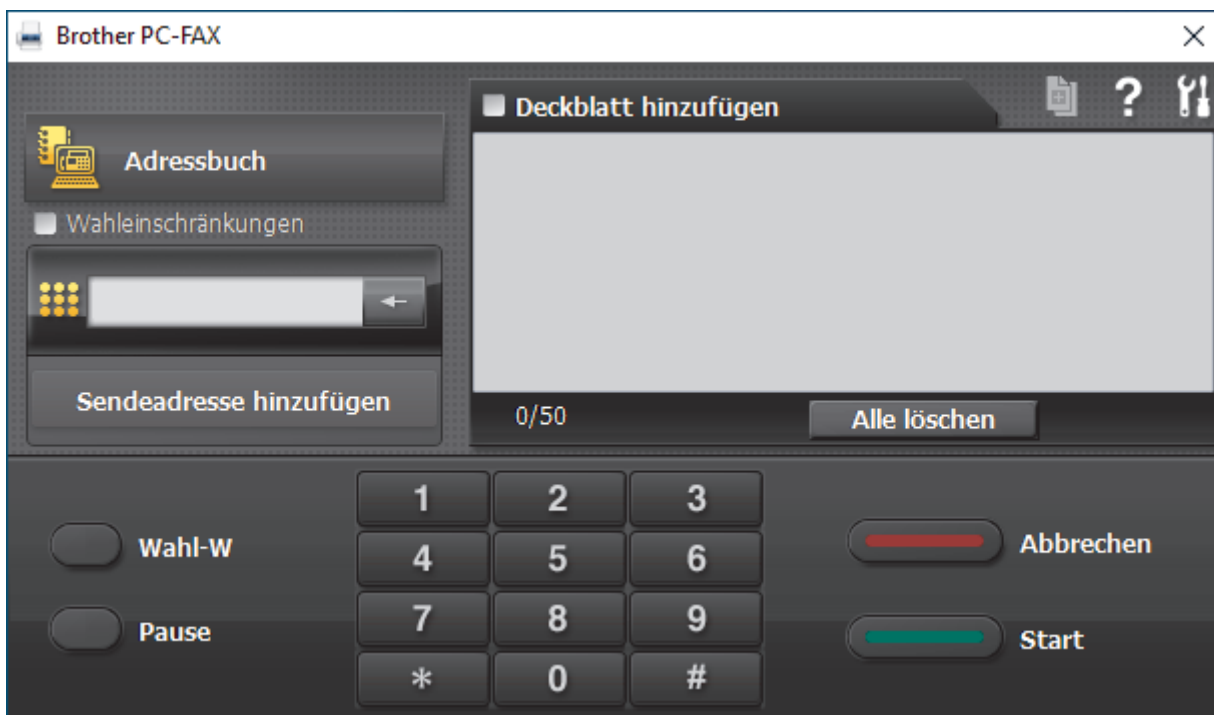 Brother PC-FAX
Deckblatt hinzufügen
?
Adressbuch
Wahleinschränkungen
Sendeadresse hinzufügen
0/50
Alle löschen
1 2 3
Wahl-W
Abbrechen
4 5 6
7 8 9
Pause
Start
* 0 #